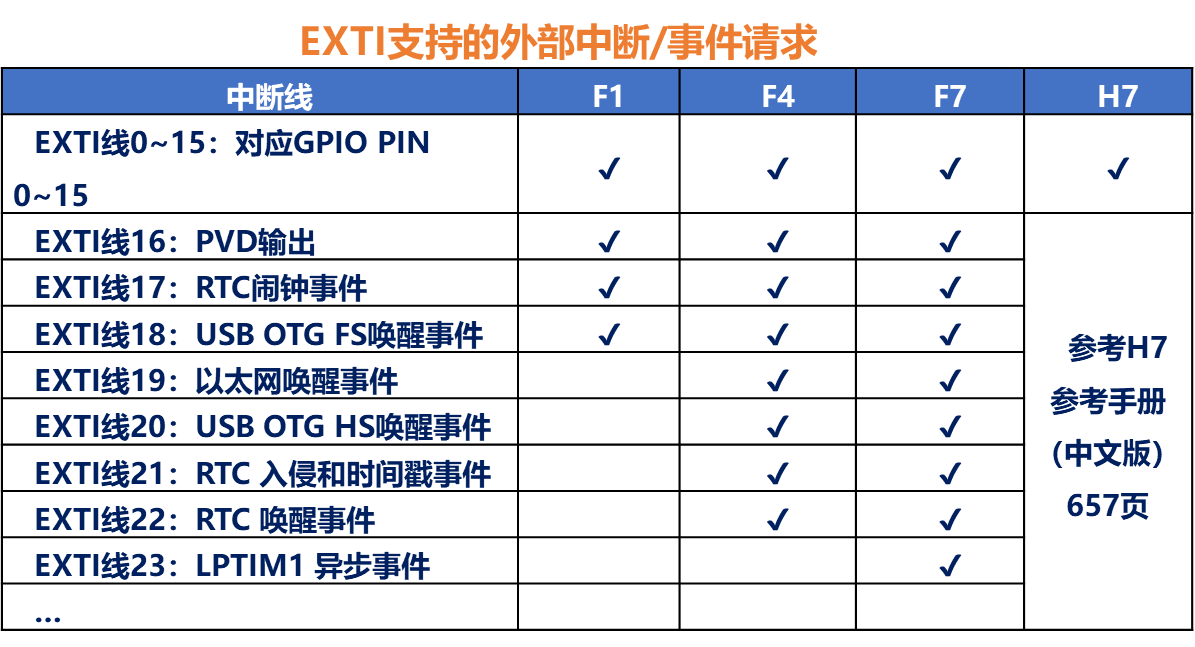 EXTI支持的外部中断/事件请求
中断线 F1 F4 F7 H7
EXTI线0~15：对应GPIO PIN
0~15 ✓ ✓ ✓ ✓
EXTI线16：PVD输出 ✓ ✓ ✓
EXTI线17：RTC闹钟事件 ✓ ✓ ✓
EXTI线18：USB OTG FS唤醒事件 ✓ ✓ ✓
EXTI线19：以太网唤醒事件 ✓ ✓
EXTI线20：USB OTG HS唤醒事件 ✓ ✓
EXTI线21：RTC 入侵和时间戳事件 ✓ ✓
EXTI线22：RTC 唤醒事件 ✓ ✓
EXTI线23：LPTIM1 异步事件 ✓
...
参考H7
参考手册
（中文版）
657页